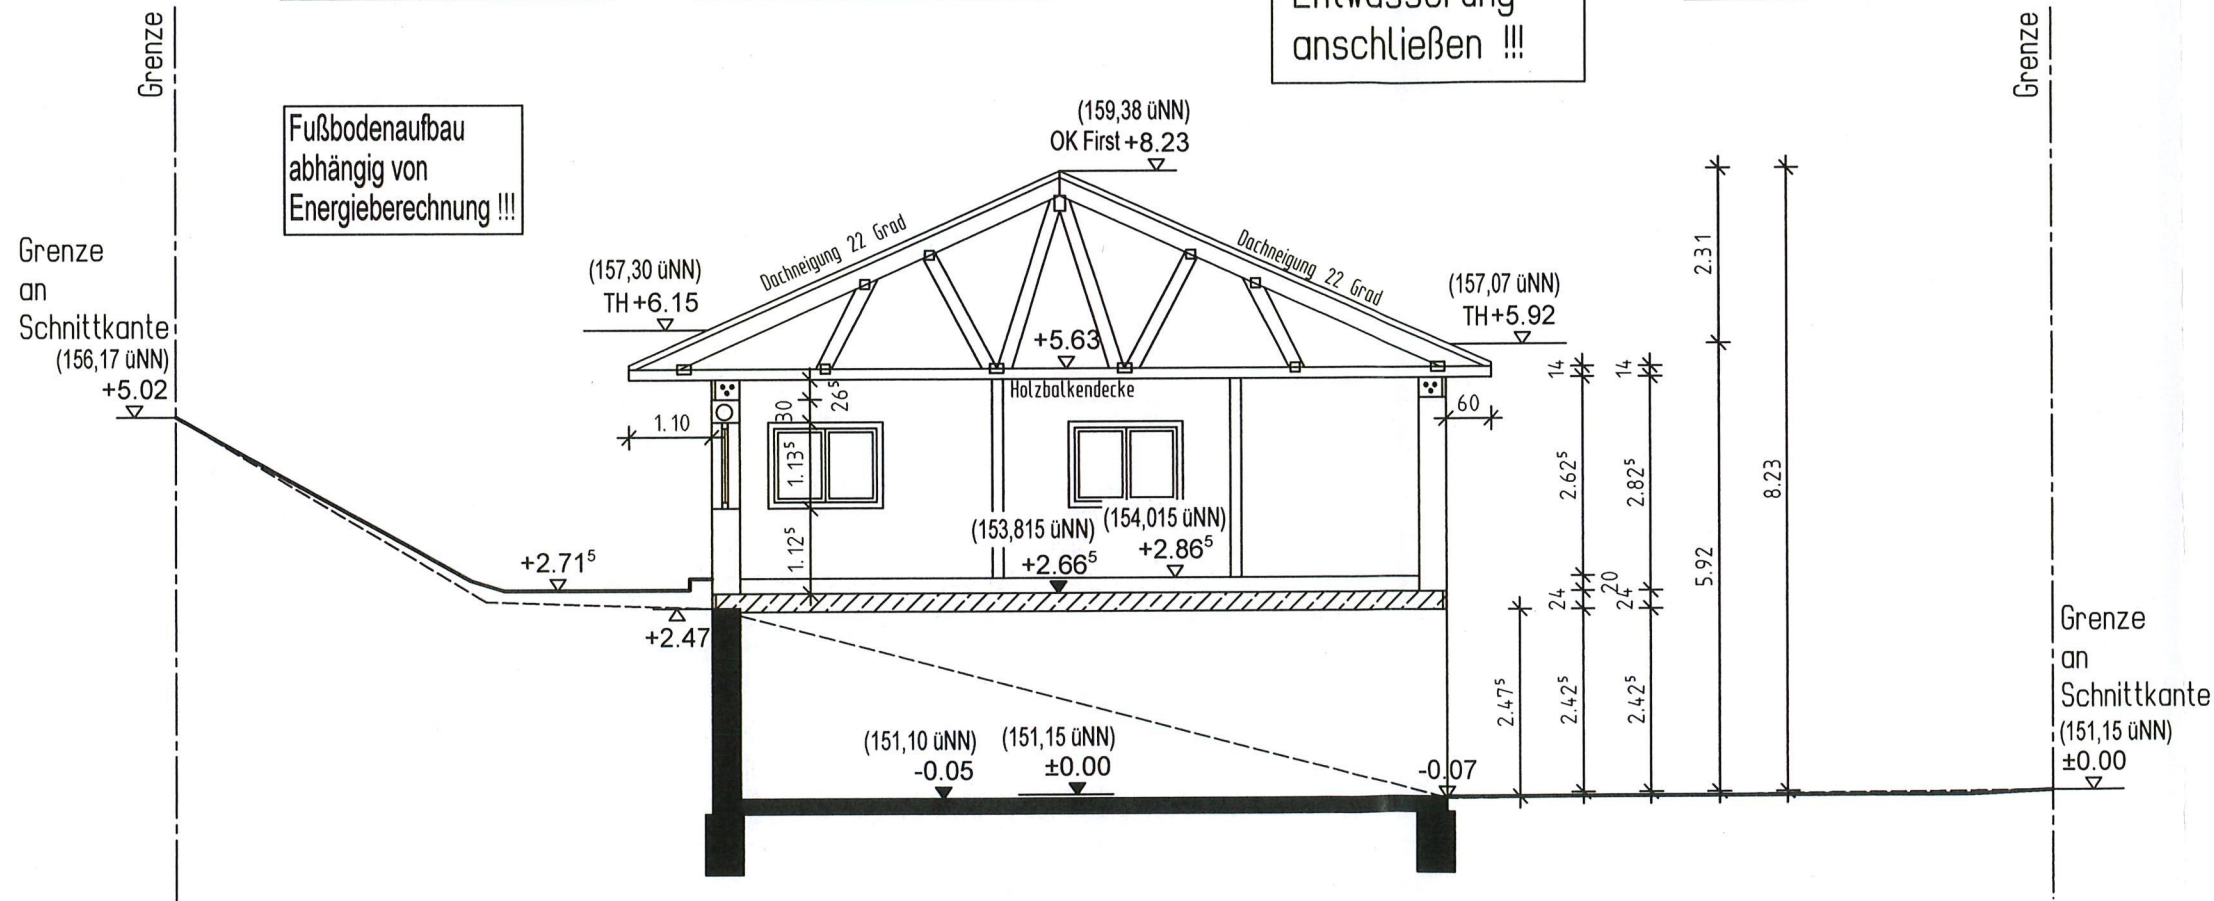 Entwässerung
anschließen !!!
Grenze
Grenze
Fußbodenaufbau
abhängig von
Energieberechnung !!!
(159,38 üNN)
OK First +8.23
Dachneigung 22 Grad
Dachneigung 22 Grad
(157,30 üNN)
TH +6.15
(157,07 üNN)
TH +5.92
Grenze
an
Schnittkante
(156,17 üNN)
+5.02
+5.63
Holzbalkendecke
1.10
30
26⁵
60
14
14
2.31
1.13⁵
1.12⁵
2.62⁵
2.82⁵
8.23
5.92
(153,815 üNN)
+2.66⁵
(154,015 üNN)
+2.86⁵
+2.71⁵
+2.47
24
20
24
2.47⁵
2.42⁵
2.42⁵
(151,10 üNN)
-0.05
(151,15 üNN)
±0.00
-0.07
Grenze
an
Schnittkante
(151,15 üNN)
±0.00